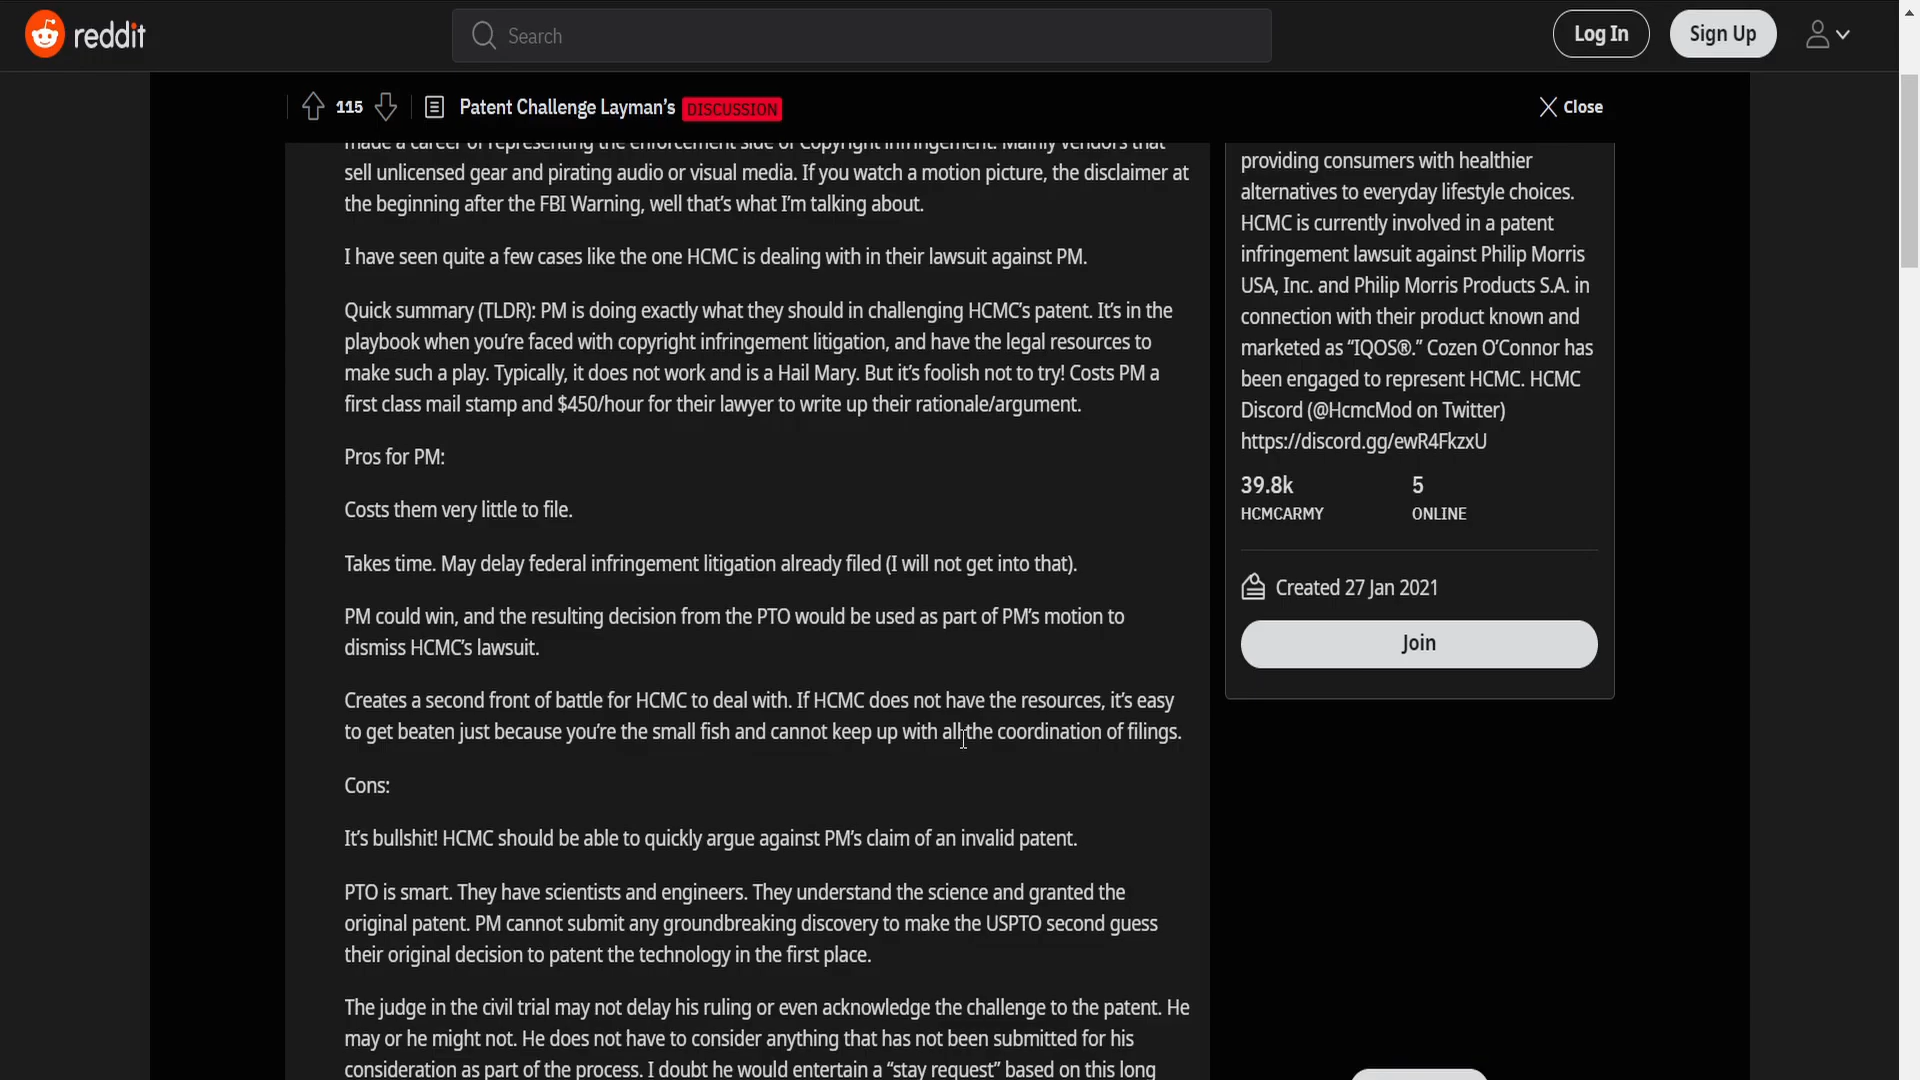 reddit
Search
Log In
Sign Up
115
Patent Challenge Layman's DISCUSSION
Close
made a career of representing the enforcement side of Copyright infringement. Mainly vendors that
sell unlicensed gear and pirating audio or visual media. If you watch a motion picture, the disclaimer at
the beginning after the FBI Warning, well that's what I'm talking about.
I have seen quite a few cases like the one HCMC is dealing with in their lawsuit against PM.
Quick summary (TLDR): PM is doing exactly what they should in challenging HCMC's patent. It's in the
playbook when you're faced with copyright infringement litigation, and have the legal resources to
make such a play. Typically, it does not work and is a Hail Mary. But it's foolish not to try! Costs PM a
first class mail stamp and $450/hour for their lawyer to write up their rationale/argument.
Pros for PM:
Costs them very little to file.
Takes time. May delay federal infringement litigation already filed (I will not get into that).
PM could win, and the resulting decision from the PTO would be used as part of PM's motion to
dismiss HCMC's lawsuit.
Creates a second front of battle for HCMC to deal with. If HCMC does not have the resources, it's easy
to get beaten just because you're the small fish and cannot keep up with all the coordination of filings.
Cons:
It's bullshit! HCMC should be able to quickly argue against PM's claim of an invalid patent.
PTO is smart. They have scientists and engineers. They understand the science and granted the
original patent. PM cannot submit any groundbreaking discovery to make the USPTO second guess
their original decision to patent the technology in the first place.
The judge in the civil trial may not delay his ruling or even acknowledge the challenge to the patent. He
may or he might not. He does not have to consider anything that has not been submitted for his
consideration as part of the process. I doubt he would entertain a "stay request" based on this long
providing consumers with healthier
alternatives to everyday lifestyle choices.
HCMC is currently involved in a patent
infringement lawsuit against Philip Morris
USA, Inc. and Philip Morris Products S.A. in
connection with their product known and
marketed as "IQOS®." Cozen O'Connor has
been engaged to represent HCMC. HCMC
Discord (@HcmcMod on Twitter)
https://discord.gg/ewR4FkzxU
39.8k
HCMCARMY
5
ONLINE
Created 27 Jan 2021
Join